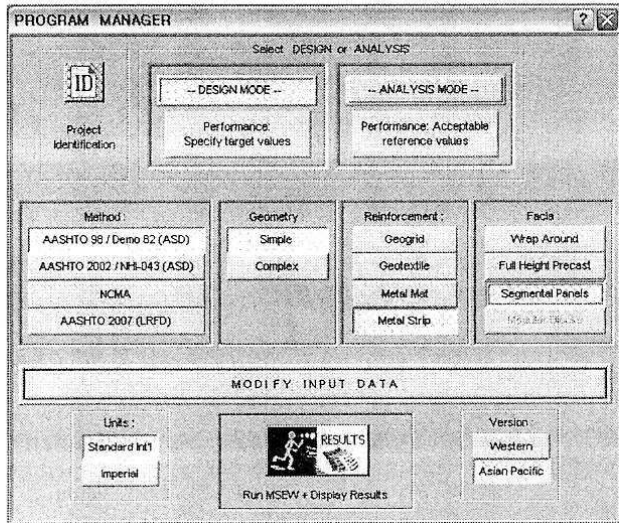 PROGRAM MANAGER
Select DESIGN or ANALYSIS
ID
Project
Identification
-- DESIGN MODE --
Performance:
Specify target values
-- ANALYSIS MODE --
Performance: Acceptable
reference values
Method :
AASHTO 98 / Demo 82 (ASD)
AASHTO 2002 / NHI-043 (ASD)
NCMA
AASHTO 2007 (LRFD)
Geometry
Simple
Complex
Reinforcement :
Geogrid
Geotextile
Metal Mat
Metal Strip
Facia :
Wrap Around
Full Height Precast
Segmental Panels
MODIFY INPUT DATA
Units :
Standard Int'l
Imperial
RESULTS
Run MSEW + Display Results
Version :
Western
Asian Pacific